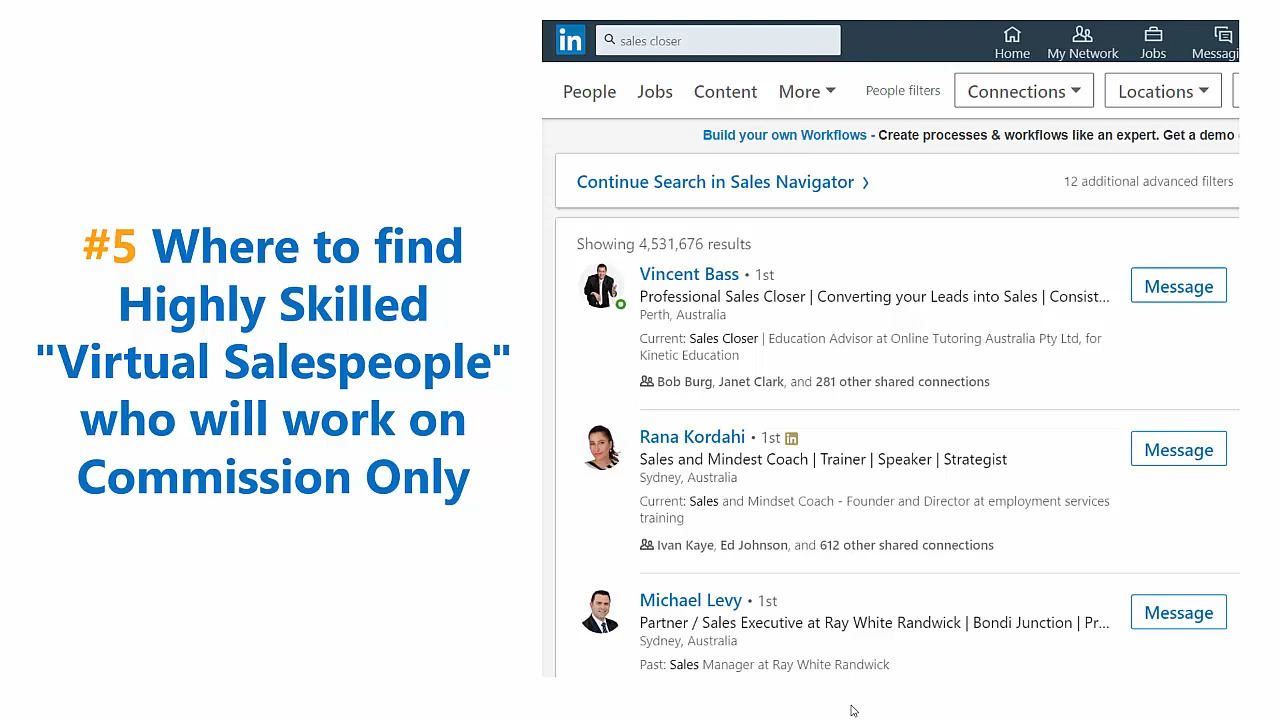 #5 Where to find
Highly Skilled
"Virtual Salespeople"
who will work on
Commission Only
in
sales closer
Home
My Network
Jobs
Messagi
People
Jobs
Content
More
People filters
Connections
Locations
Build your own Workflows - Create processes & workflows like an expert. Get a demo
Continue Search in Sales Navigator ›
12 additional advanced filters
Showing 4,531,676 results
Vincent Bass • 1st
Professional Sales Closer | Converting your Leads into Sales | Consist...
Perth, Australia
Current: Sales Closer | Education Advisor at Online Tutoring Australia Pty Ltd, for
Kinetic Education
Bob Burg, Janet Clark, and 281 other shared connections
Message
Rana Kordahi • 1st in
Sales and Mindest Coach | Trainer | Speaker | Strategist
Sydney, Australia
Current: Sales and Mindset Coach - Founder and Director at employment services
training
Ivan Kaye, Ed Johnson, and 612 other shared connections
Message
Michael Levy • 1st
Partner / Sales Executive at Ray White Randwick | Bondi Junction | Pr...
Sydney, Australia
Past: Sales Manager at Ray White Randwick
Message